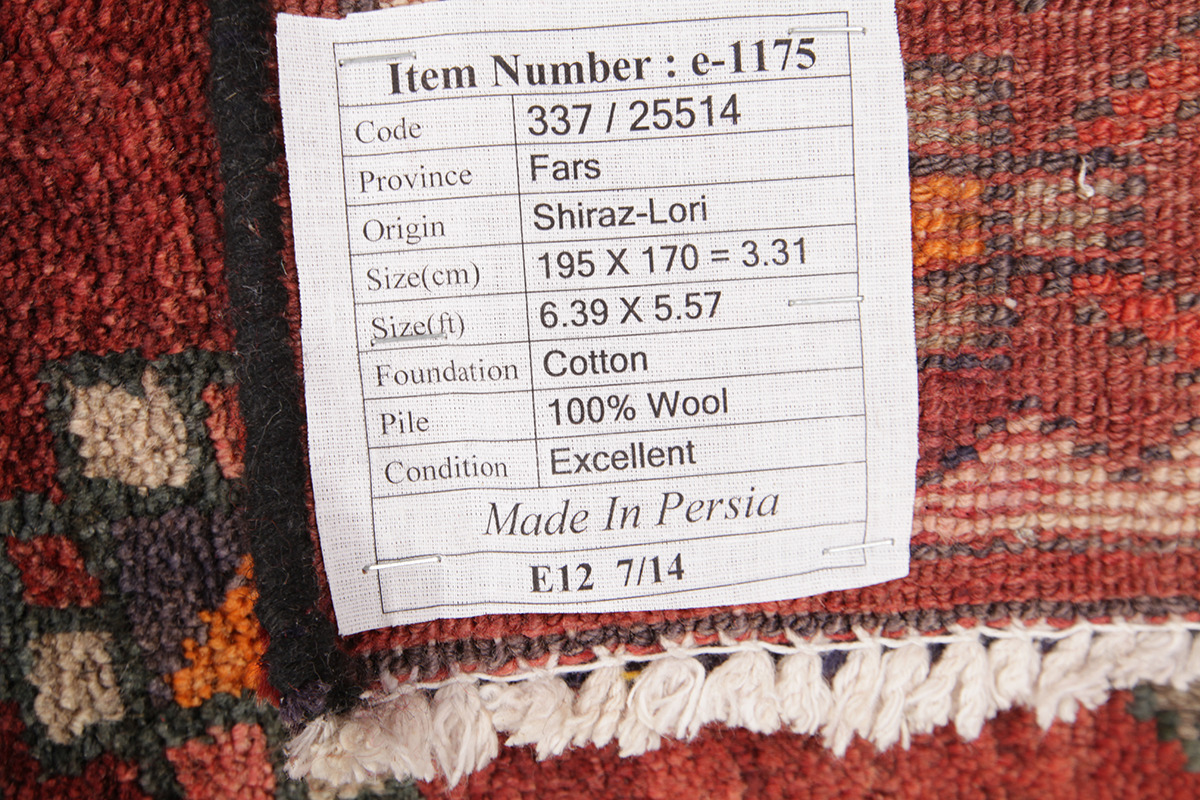 Item Number : e-1175
Code 337 / 25514
Province Fars
Origin Shiraz-Lori
Size(cm) 195 X 170 = 3.31
Size(ft) 6.39 X 5.57
Foundation Cotton
Pile 100% Wool
Condition Excellent
Made In Persia
E12 7/14